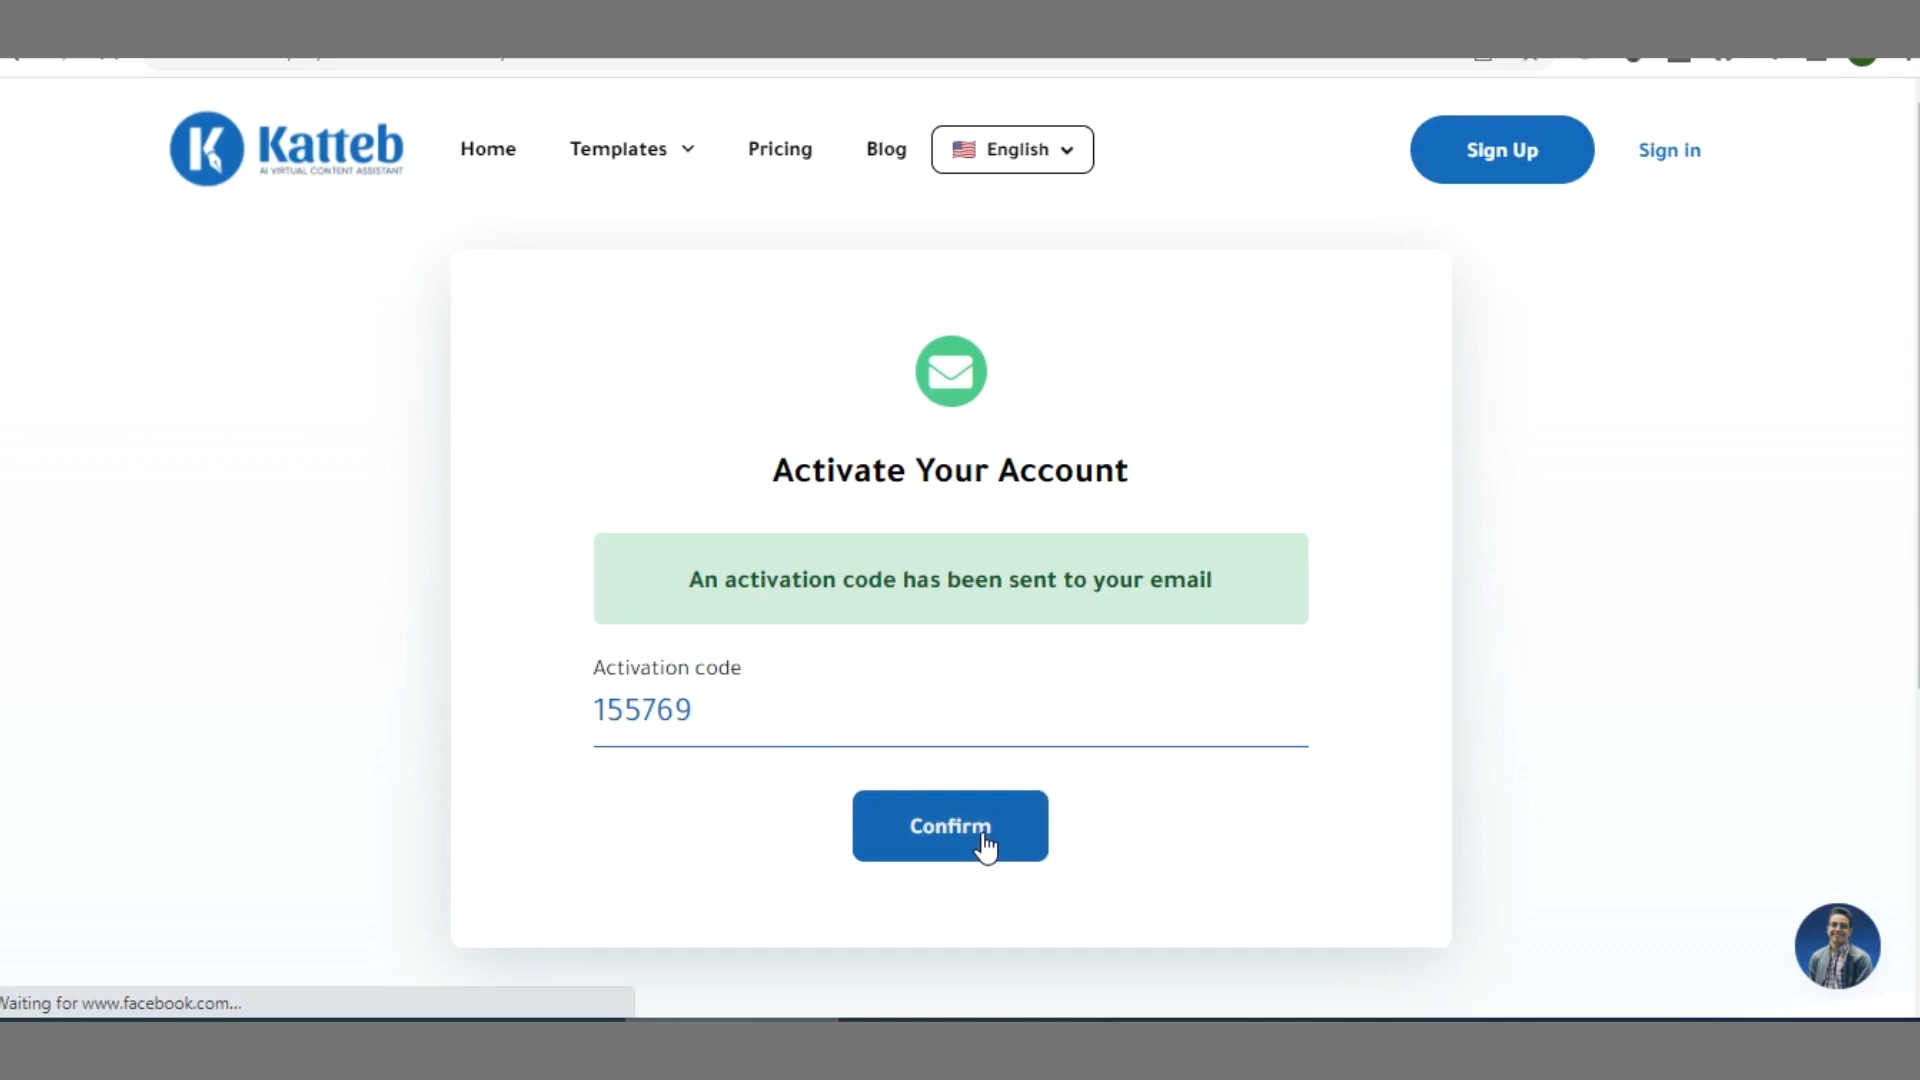 Katteb
AI VIRTUAL CONTENT ASSISTANT
Home
Templates
Pricing
Blog
English
Sign Up
Sign in
Activate Your Account
An activation code has been sent to your email
Activation code
155769
Confirm
Waiting for www.facebook.com...